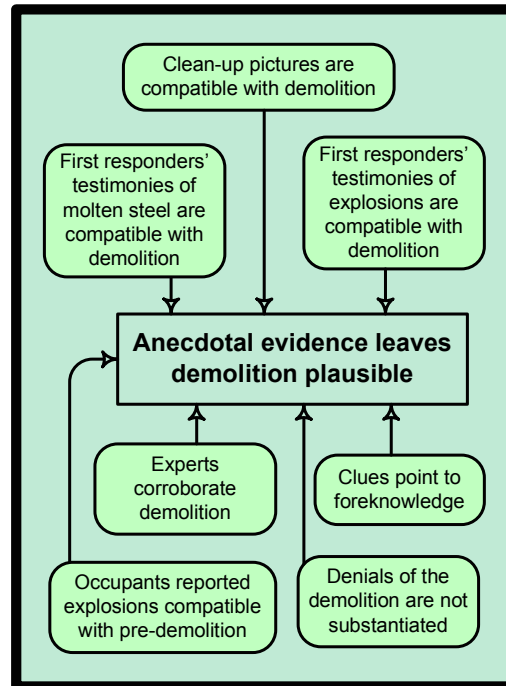 Clean-up pictures are
compatible with demolition
First responders’
testimonies of
molten steel are
compatible with
demolition
First responders’
testimonies of
explosions are
compatible with
demolition
Anecdotal evidence leaves
demolition plausible
Experts
corroborate
demolition
Clues point to
foreknowledge
Occupants reported
explosions compatible
with pre-demolition
Denials of the
demolition are not
substantiated